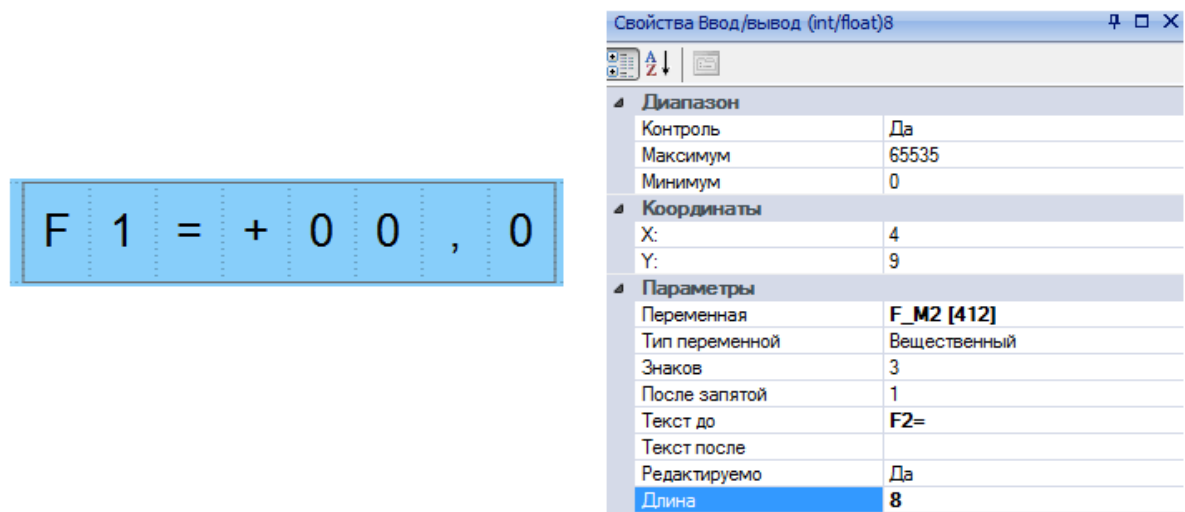 F 1 = + 0 0 , 0
Свойства Ввод/вывод (int/float)8
Диапазон
Контроль Да
Максимум 65535
Минимум 0
Координаты
X: 4
Y: 9
Параметры
Переменная F_M2 [412]
Тип переменной Вещественный
Знаков 3
После запятой 1
Текст до F2=
Текст после
Редактируемо Да
Длина 8